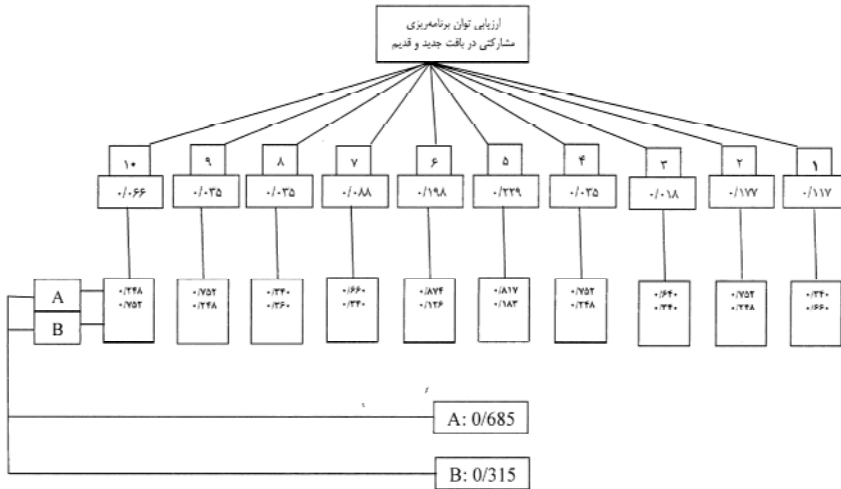 ارزیابی توان برنامه‌ریزی
مشارکتی در بافت جدید و قدیم
۱ ۲ ۳ ۴ ۵ ۶ ۷ ۸ ۹ ۱۰
۰/۱۱۷ ۰/۱۷۷ ۰/۰۱۸ ۰/۰۳۵ ۰/۲۲۹ ۰/۱۹۸ ۰/۰۸۸ ۰/۰۳۵ ۰/۰۳۵ ۰/۰۶۶
۰/۳۴۰ ۰/۷۵۲ ۰/۶۴۰ ۰/۷۵۲ ۰/۸۱۷ ۰/۸۷۴ ۰/۶۶۰ ۰/۳۴۰ ۰/۷۵۲ ۰/۲۴۸ A
۰/۶۶۰ ۰/۲۴۸ ۰/۳۴۰ ۰/۲۴۸ ۰/۱۸۳ ۰/۱۲۶ ۰/۳۴۰ ۰/۳۶۰ ۰/۲۴۸ ۰/۷۵۲ B
A: 0/685
B: 0/315